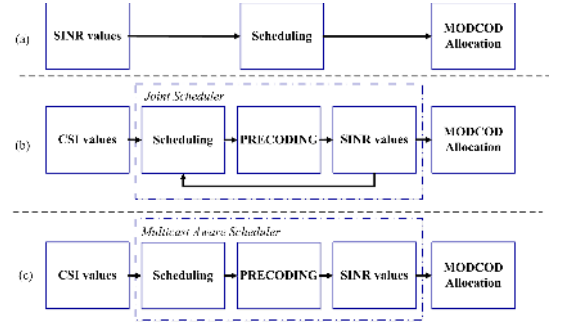 (a)
SINR values
Scheduling
MODCOD
Allocation
Joint Scheduler
(b)
CSI values
Scheduling
PRECODING
SINR values
MODCOD
Allocation
Multicast Aware Scheduler
(c)
CSI values
Scheduling
PRECODING
SINR values
MODCOD
Allocation